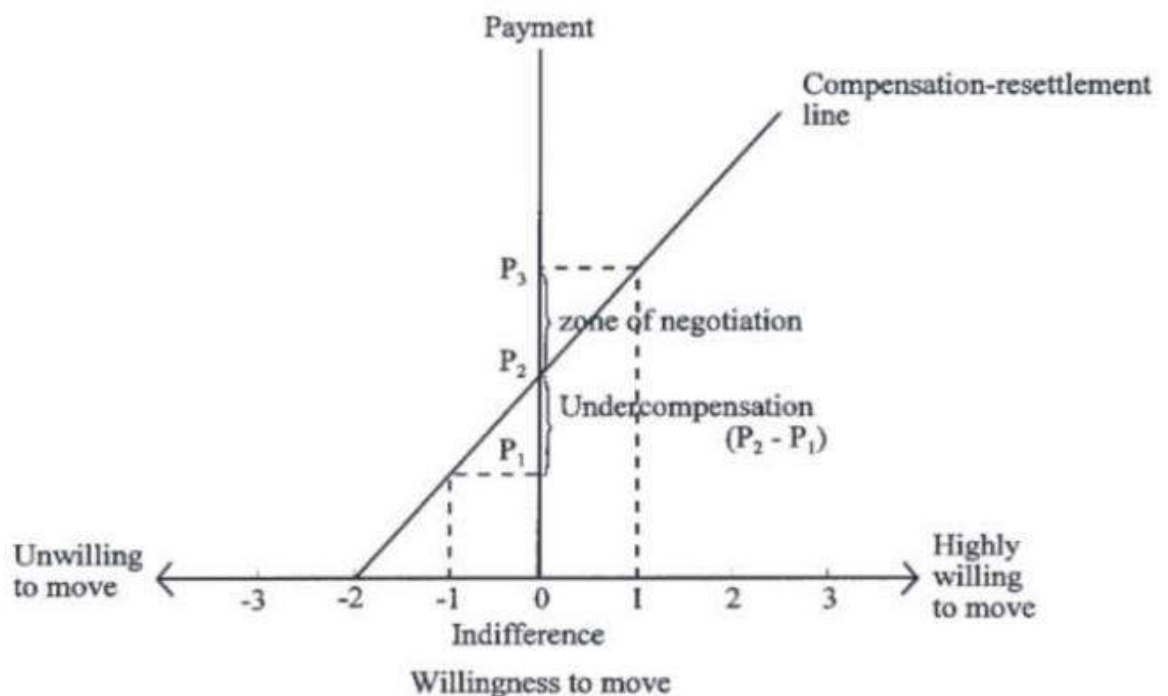 Payment
Compensation-resettlement
line
P₃
zone of negotiation
P₂
Undercompensation
(P₂ - P₁)
P₁
Unwilling
to move
Highly
willing
to move
-3 -2 -1 0 1 2 3
Indifference
Willingness to move